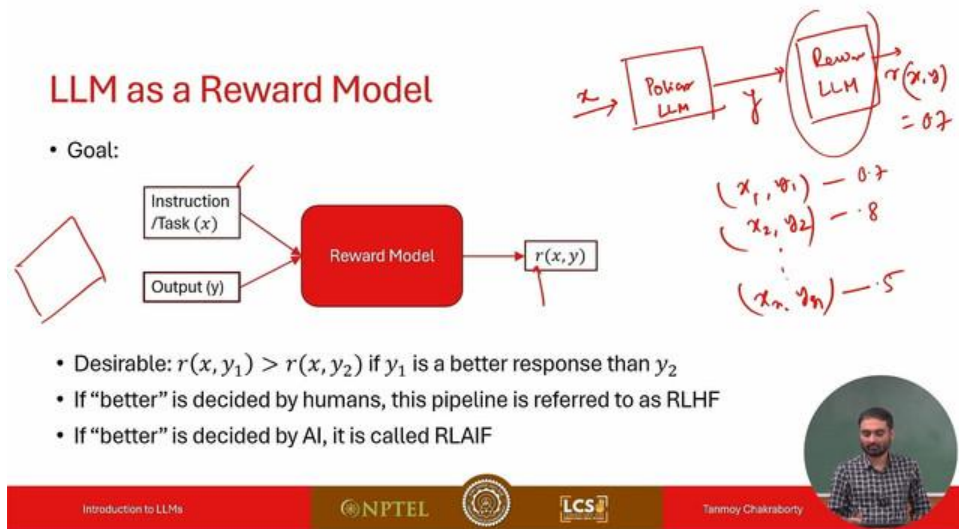 LLM as a Reward Model
• Goal:
Instruction
/Task (x)
Output (y)
Reward Model
r(x, y)
x
Policy
LLM
y
Rewar
LLM
r(x, y)
= 0.7
(x₁, y₁) — 0.7
(x₂, y₂) — .8
⋮
(xₙ, yₙ) — .5
• Desirable: r(x, y₁) > r(x, y₂) if y₁ is a better response than y₂
• If “better” is decided by humans, this pipeline is referred to as RLHF
• If “better” is decided by AI, it is called RLAIF
Introduction to LLMs
NPTEL
LCS
Tanmoy Chakraborty